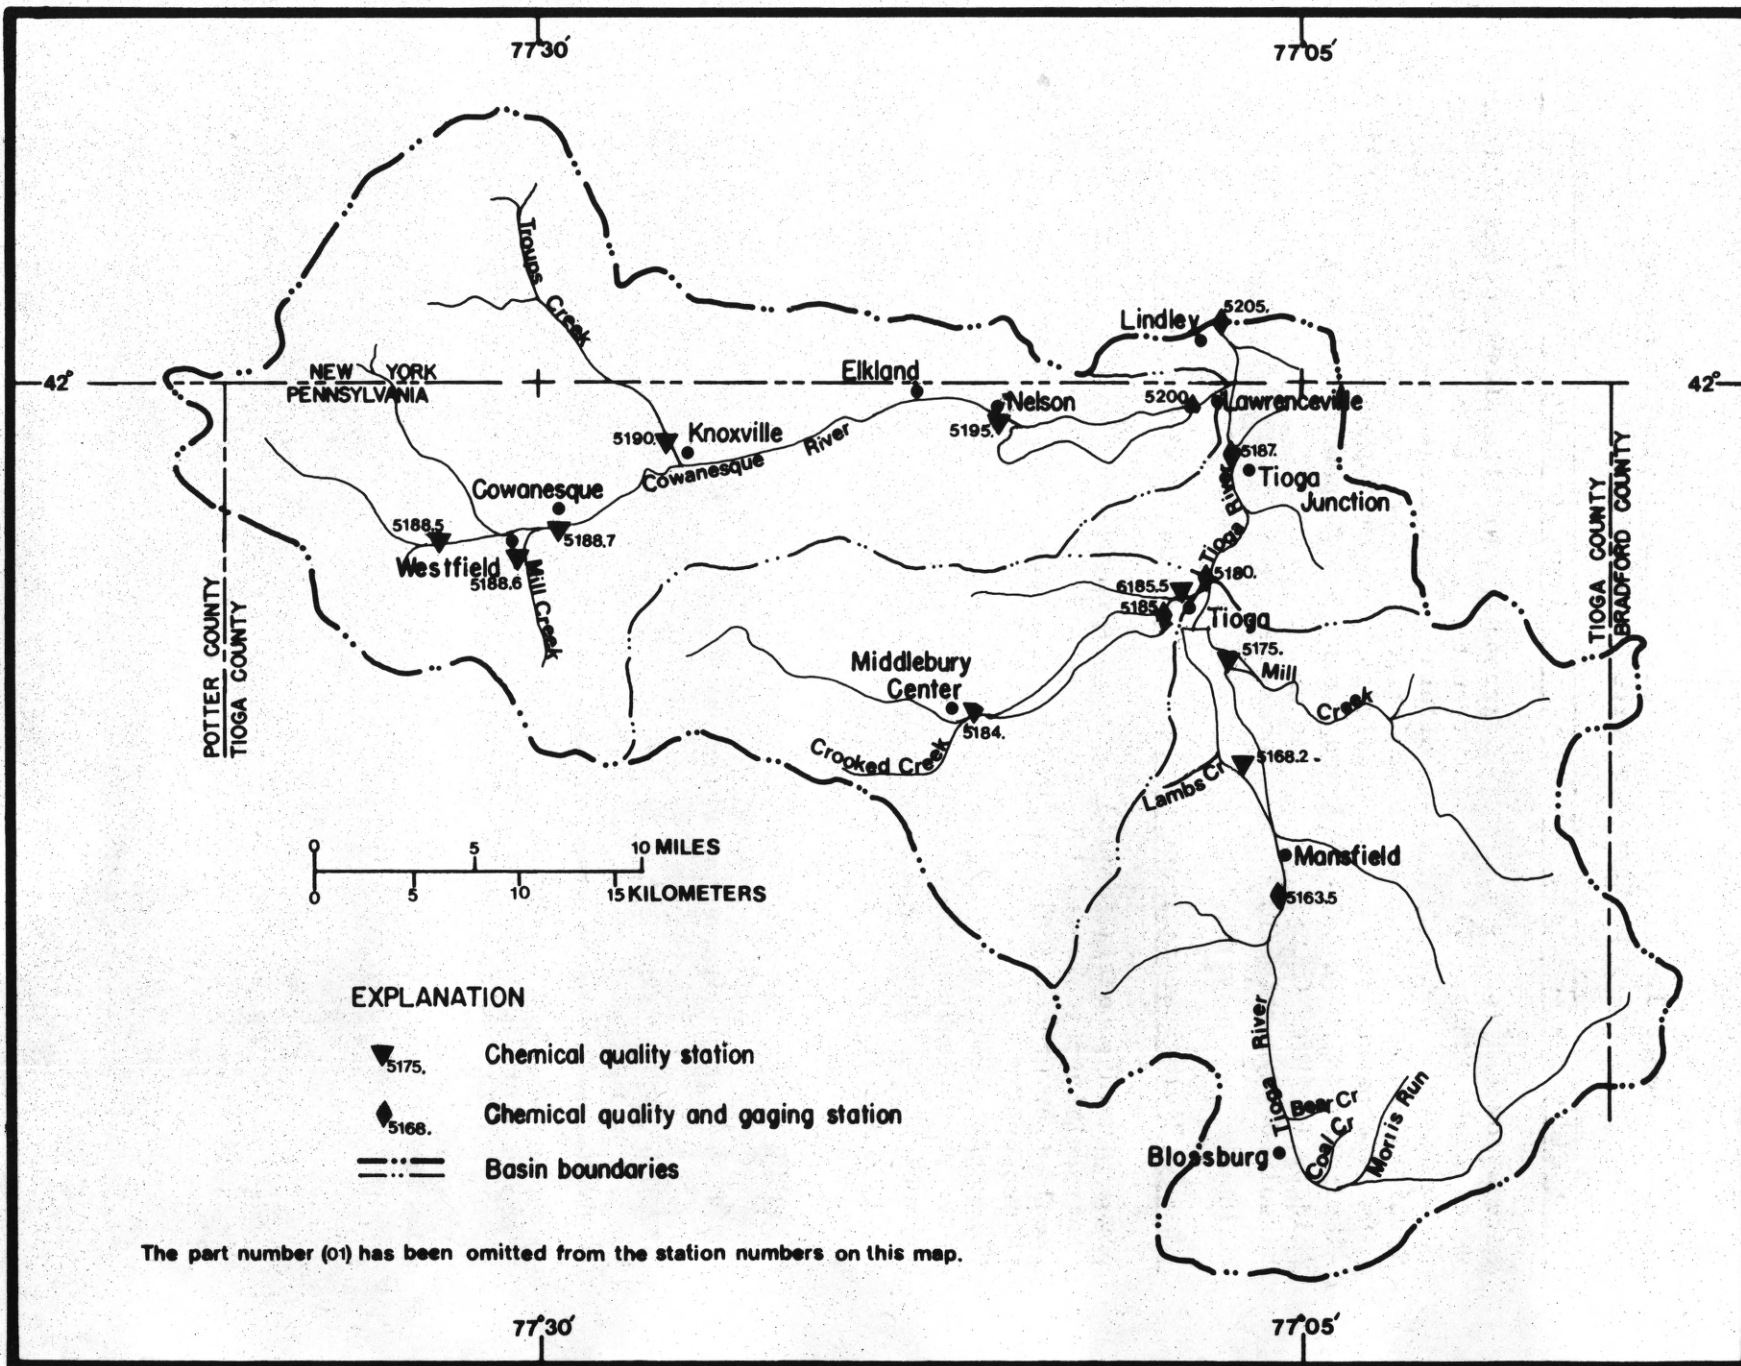 77°30′
77°05′
Troups Creek
5205.
Lindley
42°
NEW YORK
PENNSYLVANIA
Elkland
42°
Nelson
5200
Lawrenceville
5195.
5190.
Knoxville
Cowanesque River
5187.
Tioga
Junction
Tioga River
Cowanesque
5188.5
5188.7
Westfield
5188.6
Mill Creek
6185.5
5180.
5185
Tioga
TIOGA COUNTY
BRADFORD COUNTY
POTTER COUNTY
TIOGA COUNTY
Middlebury
Center
5184.
Crooked Creek
5175.
Mill Creek
5168.2
Lambs Cr
Mansfield
5163.5
0 5 10 MILES
0 5 10 15 KILOMETERS
EXPLANATION
5175. Chemical quality station
5168. Chemical quality and gaging station
Basin boundaries
Tioga River
Bear Cr
Coal Cr
Morris Run
Blossburg
The part number (01) has been omitted from the station numbers on this map.
77°30′
77°05′